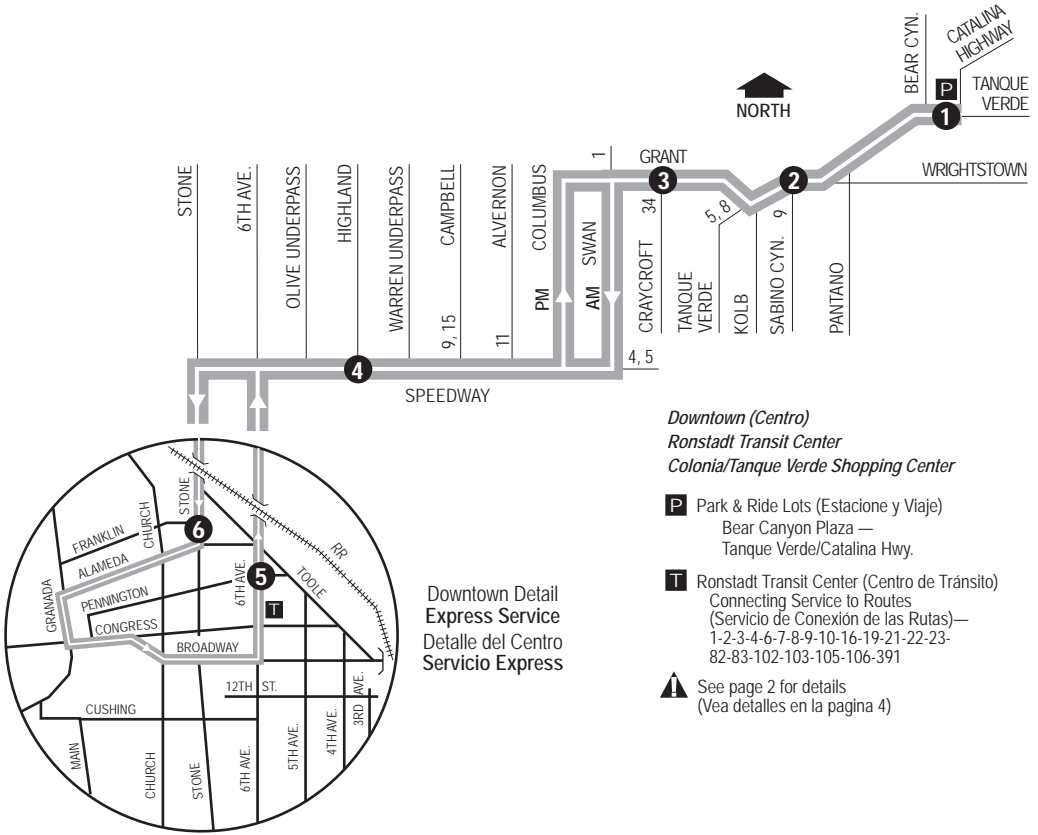 BEAR CYN.
CATALINA
HIGHWAY
P
TANQUE
VERDE
1
NORTH
WRIGHTSTOWN
STONE
6TH AVE.
OLIVE UNDERPASS
HIGHLAND
WARREN UNDERPASS
CAMPBELL
9, 15
ALVERNON
11
COLUMBUS
PM
SWAN
AM
1
GRANT
3
2
34
CRAYCROFT
5, 8
TANQUE
VERDE
KOLB
9
SABINO CYN.
PANTANO
4
4, 5
SPEEDWAY
STONE
6
FRANKLIN
CHURCH
ALAMEDA
GRANADA
PENNINGTON
CONGRESS
BROADWAY
6TH AVE.
5
T
TOOLE
RR
12TH ST.
CUSHING
MAIN
CHURCH
STONE
6TH AVE.
5TH AVE.
4TH AVE.
3RD AVE.
Downtown Detail
Express Service
Detalle del Centro
Servicio Express
Downtown (Centro)
Ronstadt Transit Center
Colonia/Tanque Verde Shopping Center
P Park & Ride Lots (Estacione y Viaje)
Bear Canyon Plaza —
Tanque Verde/Catalina Hwy.
T Ronstadt Transit Center (Centro de Tránsito)
Connecting Service to Routes
(Servicio de Conexión de las Rutas)—
1-2-3-4-6-7-8-9-10-16-19-21-22-23-
82-83-102-103-105-106-391
See page 2 for details
(Vea detalles en la pagina 4)